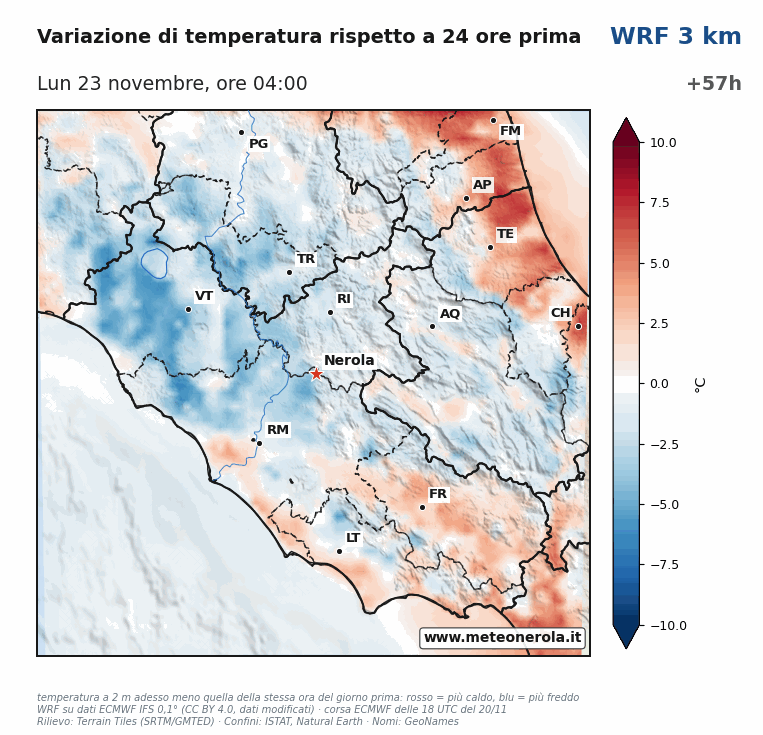 Variazione di temperatura rispetto a 24 ore prima
WRF 3 km
Lun 23 novembre, ore 04:00
+57h
FM
PG
AP
TE
TR
VT
RI
AQ
CH
Nerola
RM
FR
LT
www.meteonerola.it
10.0
7.5
5.0
2.5
0.0
−2.5
−5.0
−7.5
−10.0
°C
temperatura a 2 m adesso meno quella della stessa ora del giorno prima: rosso = più caldo, blu = più freddo
WRF su dati ECMWF IFS 0,1° (CC BY 4.0, dati modificati) · corsa ECMWF delle 18 UTC del 20/11
Rilievo: Terrain Tiles (SRTM/GMTED) · Confini: ISTAT, Natural Earth · Nomi: GeoNames